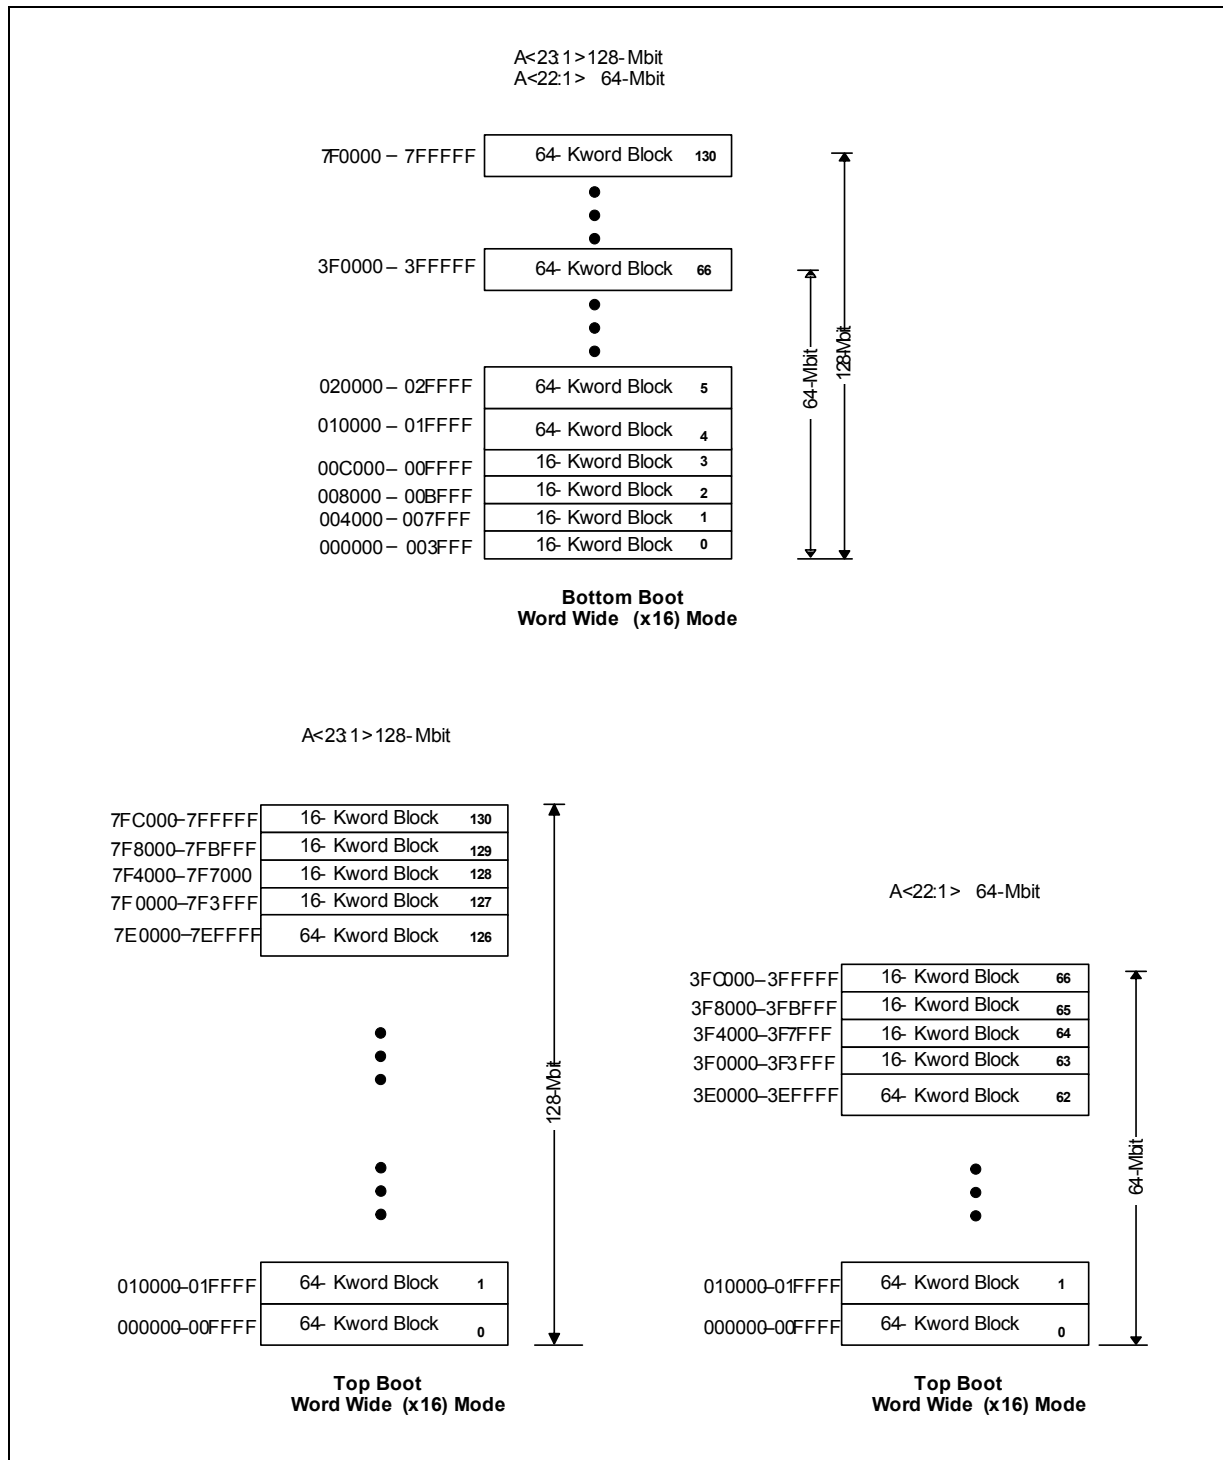 A<23:1>128-Mbit
A<22:1> 64-Mbit
7F0000 – 7FFFFF 64- Kword Block 130
3F0000 – 3FFFFF 64- Kword Block 66
020000 – 02FFFF 64- Kword Block 5
010000 – 01FFFF 64- Kword Block 4
00C000 – 00FFFF 16- Kword Block 3
008000 – 00BFFF 16- Kword Block 2
004000 – 007FFF 16- Kword Block 1
000000 – 003FFF 16- Kword Block 0
64-Mbit
128-Mbit
Bottom Boot
Word Wide (x16) Mode
A<23:1>128-Mbit
7FC000–7FFFFF 16- Kword Block 130
7F8000–7FBFFF 16- Kword Block 129
7F4000–7F7000 16- Kword Block 128
7F0000–7F3FFF 16- Kword Block 127
7E0000–7EFFFF 64- Kword Block 126
010000–01FFFF 64- Kword Block 1
000000–00FFFF 64- Kword Block 0
128-Mbit
Top Boot
Word Wide (x16) Mode
A<22:1> 64-Mbit
3FC000–3FFFFF 16- Kword Block 66
3F8000–3FBFFF 16- Kword Block 65
3F4000–3F7FFF 16- Kword Block 64
3F0000–3F3FFF 16- Kword Block 63
3E0000–3EFFFF 64- Kword Block 62
010000–01FFFF 64- Kword Block 1
000000–00FFFF 64- Kword Block 0
64-Mbit
Top Boot
Word Wide (x16) Mode